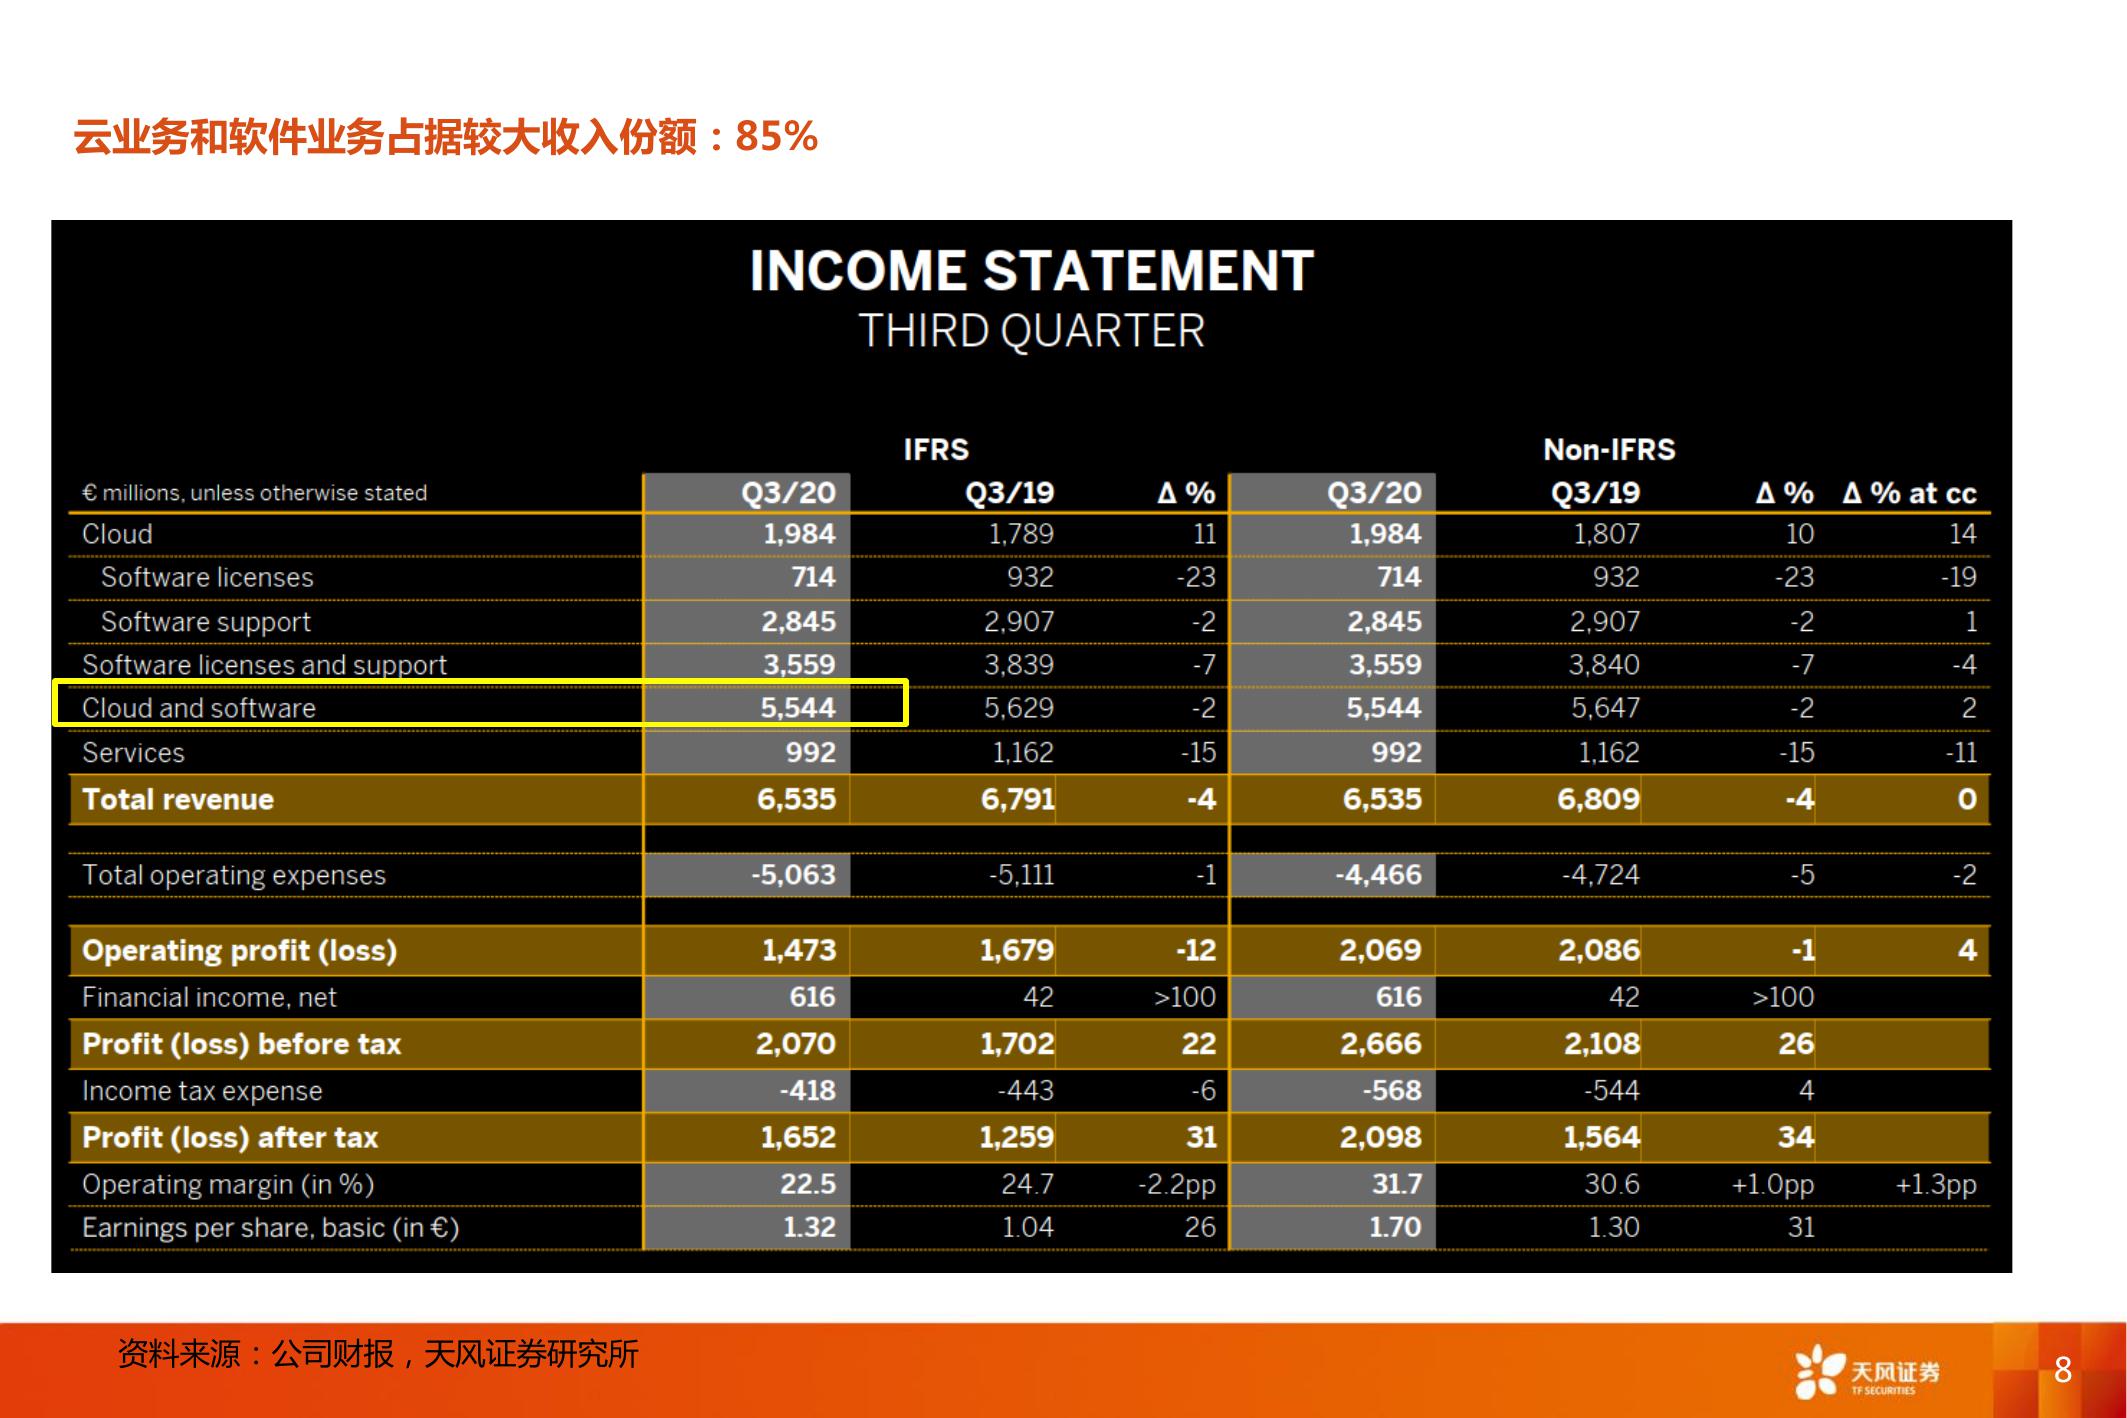 云业务和软件业务占据较大收入份额：85%
INCOME STATEMENT
THIRD QUARTER
IFRS Non-IFRS
€ millions, unless otherwise stated Q3/20 Q3/19 Δ % Q3/20 Q3/19 Δ % Δ % at cc
Cloud 1,984 1,789 11 1,984 1,807 10 14
Software licenses 714 932 -23 714 932 -23 -19
Software support 2,845 2,907 -2 2,845 2,907 -2 1
Software licenses and support 3,559 3,839 -7 3,559 3,840 -7 -4
Cloud and software 5,544 5,629 -2 5,544 5,647 -2 2
Services 992 1,162 -15 992 1,162 -15 -11
Total revenue 6,535 6,791 -4 6,535 6,809 -4 0
Total operating expenses -5,063 -5,111 -1 -4,466 -4,724 -5 -2
Operating profit (loss) 1,473 1,679 -12 2,069 2,086 -1 4
Financial income, net 616 42 >100 616 42 >100
Profit (loss) before tax 2,070 1,702 22 2,666 2,108 26
Income tax expense -418 -443 -6 -568 -544 4
Profit (loss) after tax 1,652 1,259 31 2,098 1,564 34
Operating margin (in %) 22.5 24.7 -2.2pp 31.7 30.6 +1.0pp +1.3pp
Earnings per share, basic (in €) 1.32 1.04 26 1.70 1.30 31
资料来源：公司财报，天风证券研究所
天风证券
TF SECURITIES
8